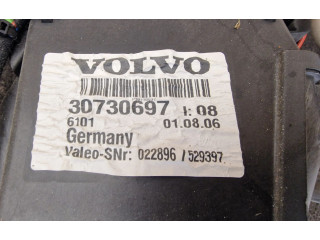 VOLVO
30730697 I: 08
6101 01.08.06
Germany
Valeo-SNr: 022896 / 529397